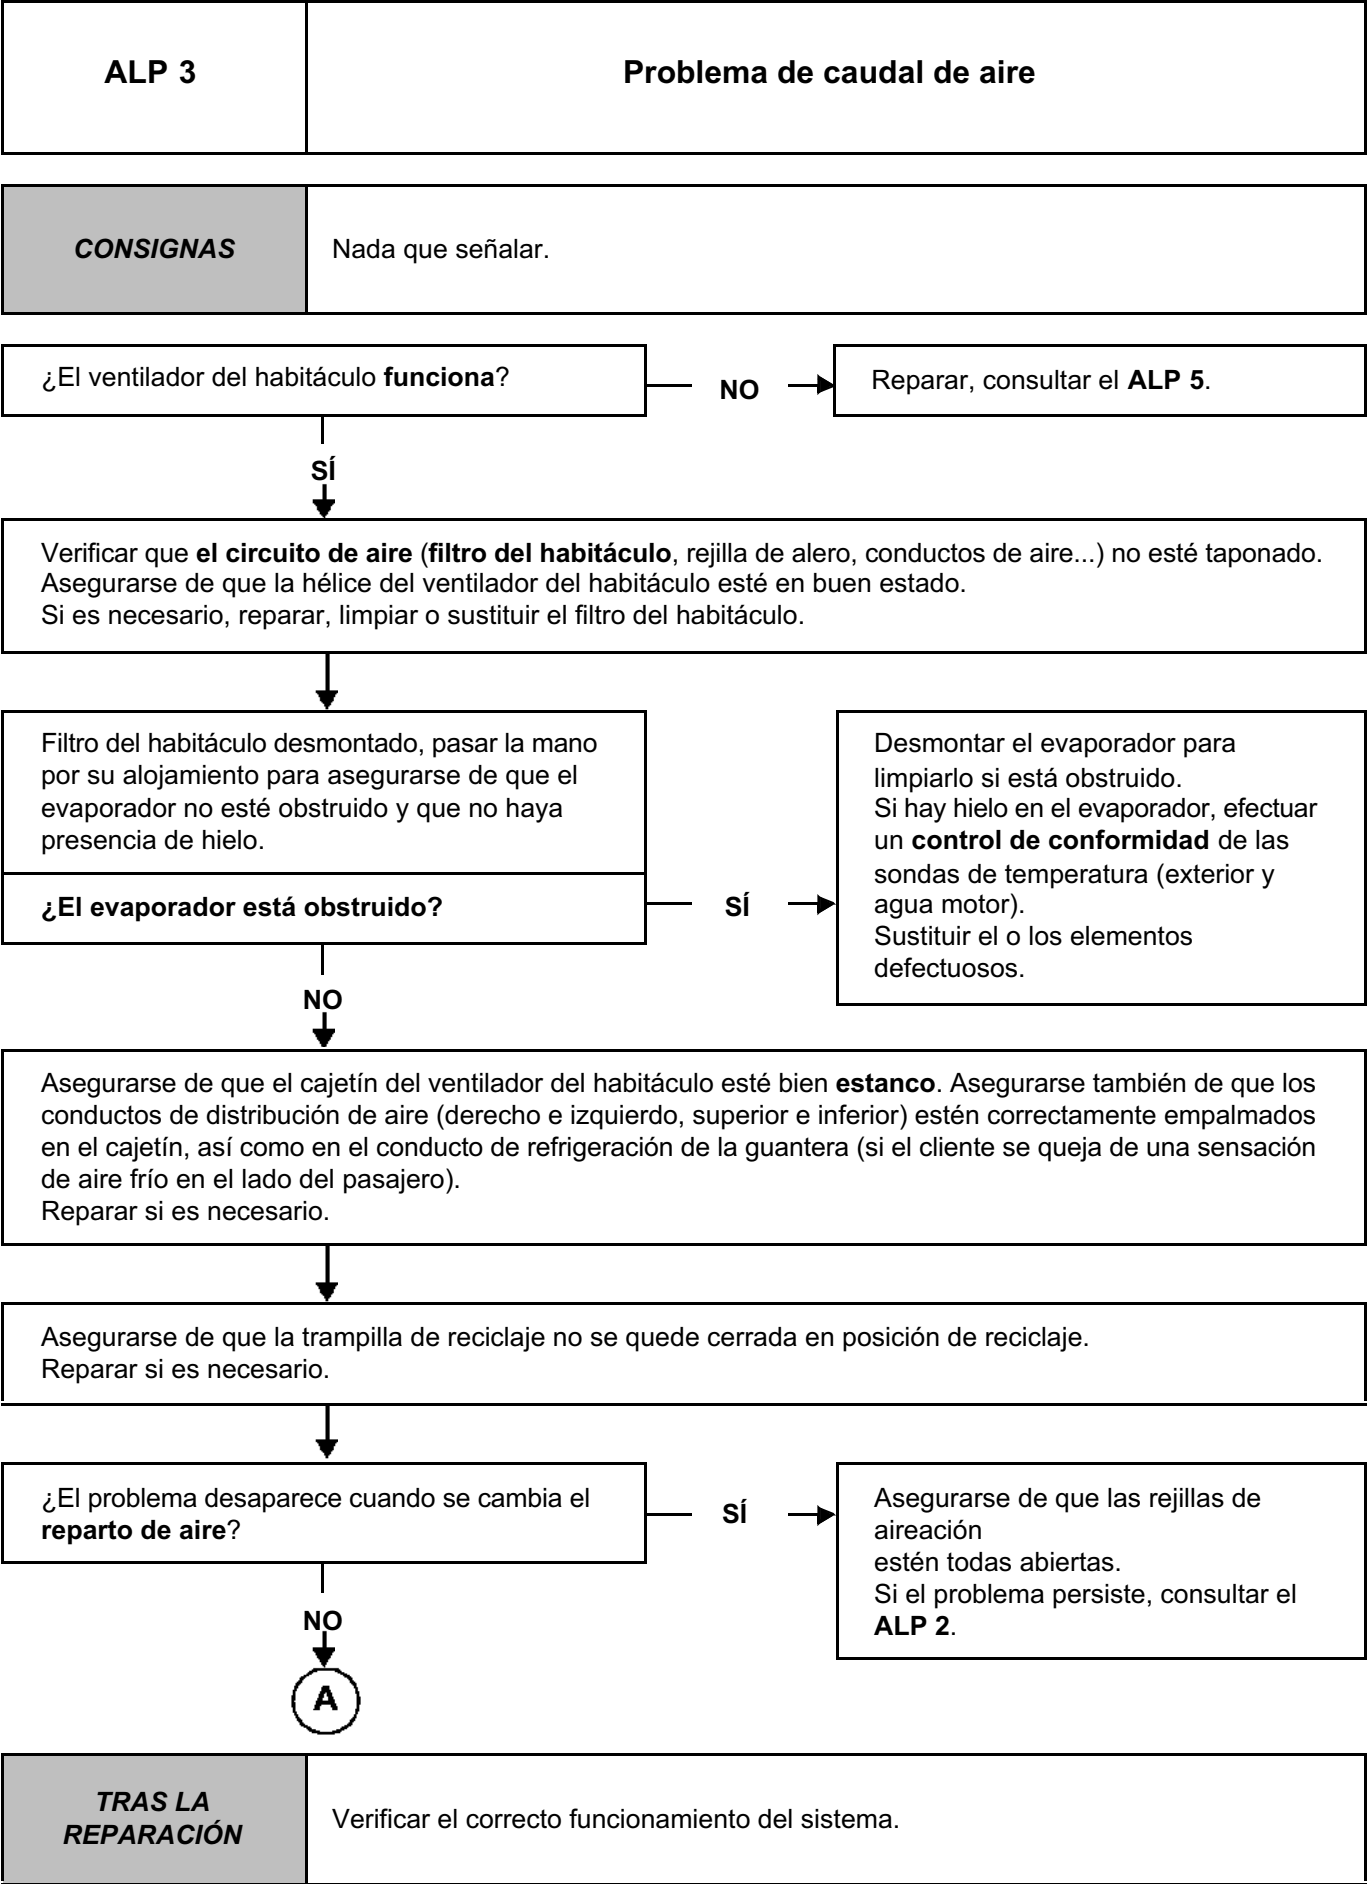 ALP 3
Problema de caudal de aire
CONSIGNAS
Nada que señalar.
¿El ventilador del habitáculo funciona?
NO
Reparar, consultar el ALP 5.
SÍ
Verificar que el circuito de aire (filtro del habitáculo, rejilla de alero, conductos de aire...) no esté taponado.
Asegurarse de que la hélice del ventilador del habitáculo esté en buen estado.
Si es necesario, reparar, limpiar o sustituir el filtro del habitáculo.
Filtro del habitáculo desmontado, pasar la mano
por su alojamiento para asegurarse de que el
evaporador no esté obstruido y que no haya
presencia de hielo.
¿El evaporador está obstruido?
SÍ
Desmontar el evaporador para
limpiarlo si está obstruido.
Si hay hielo en el evaporador, efectuar
un control de conformidad de las
sondas de temperatura (exterior y
agua motor).
Sustituir el o los elementos
defectuosos.
NO
Asegurarse de que el cajetín del ventilador del habitáculo esté bien estanco. Asegurarse también de que los
conductos de distribución de aire (derecho e izquierdo, superior e inferior) estén correctamente empalmados
en el cajetín, así como en el conducto de refrigeración de la guantera (si el cliente se queja de una sensación
de aire frío en el lado del pasajero).
Reparar si es necesario.
Asegurarse de que la trampilla de reciclaje no se quede cerrada en posición de reciclaje.
Reparar si es necesario.
¿El problema desaparece cuando se cambia el
reparto de aire?
SÍ
Asegurarse de que las rejillas de
aireación
estén todas abiertas.
Si el problema persiste, consultar el
ALP 2.
NO
A
TRAS LA
REPARACIÓN
Verificar el correcto funcionamiento del sistema.